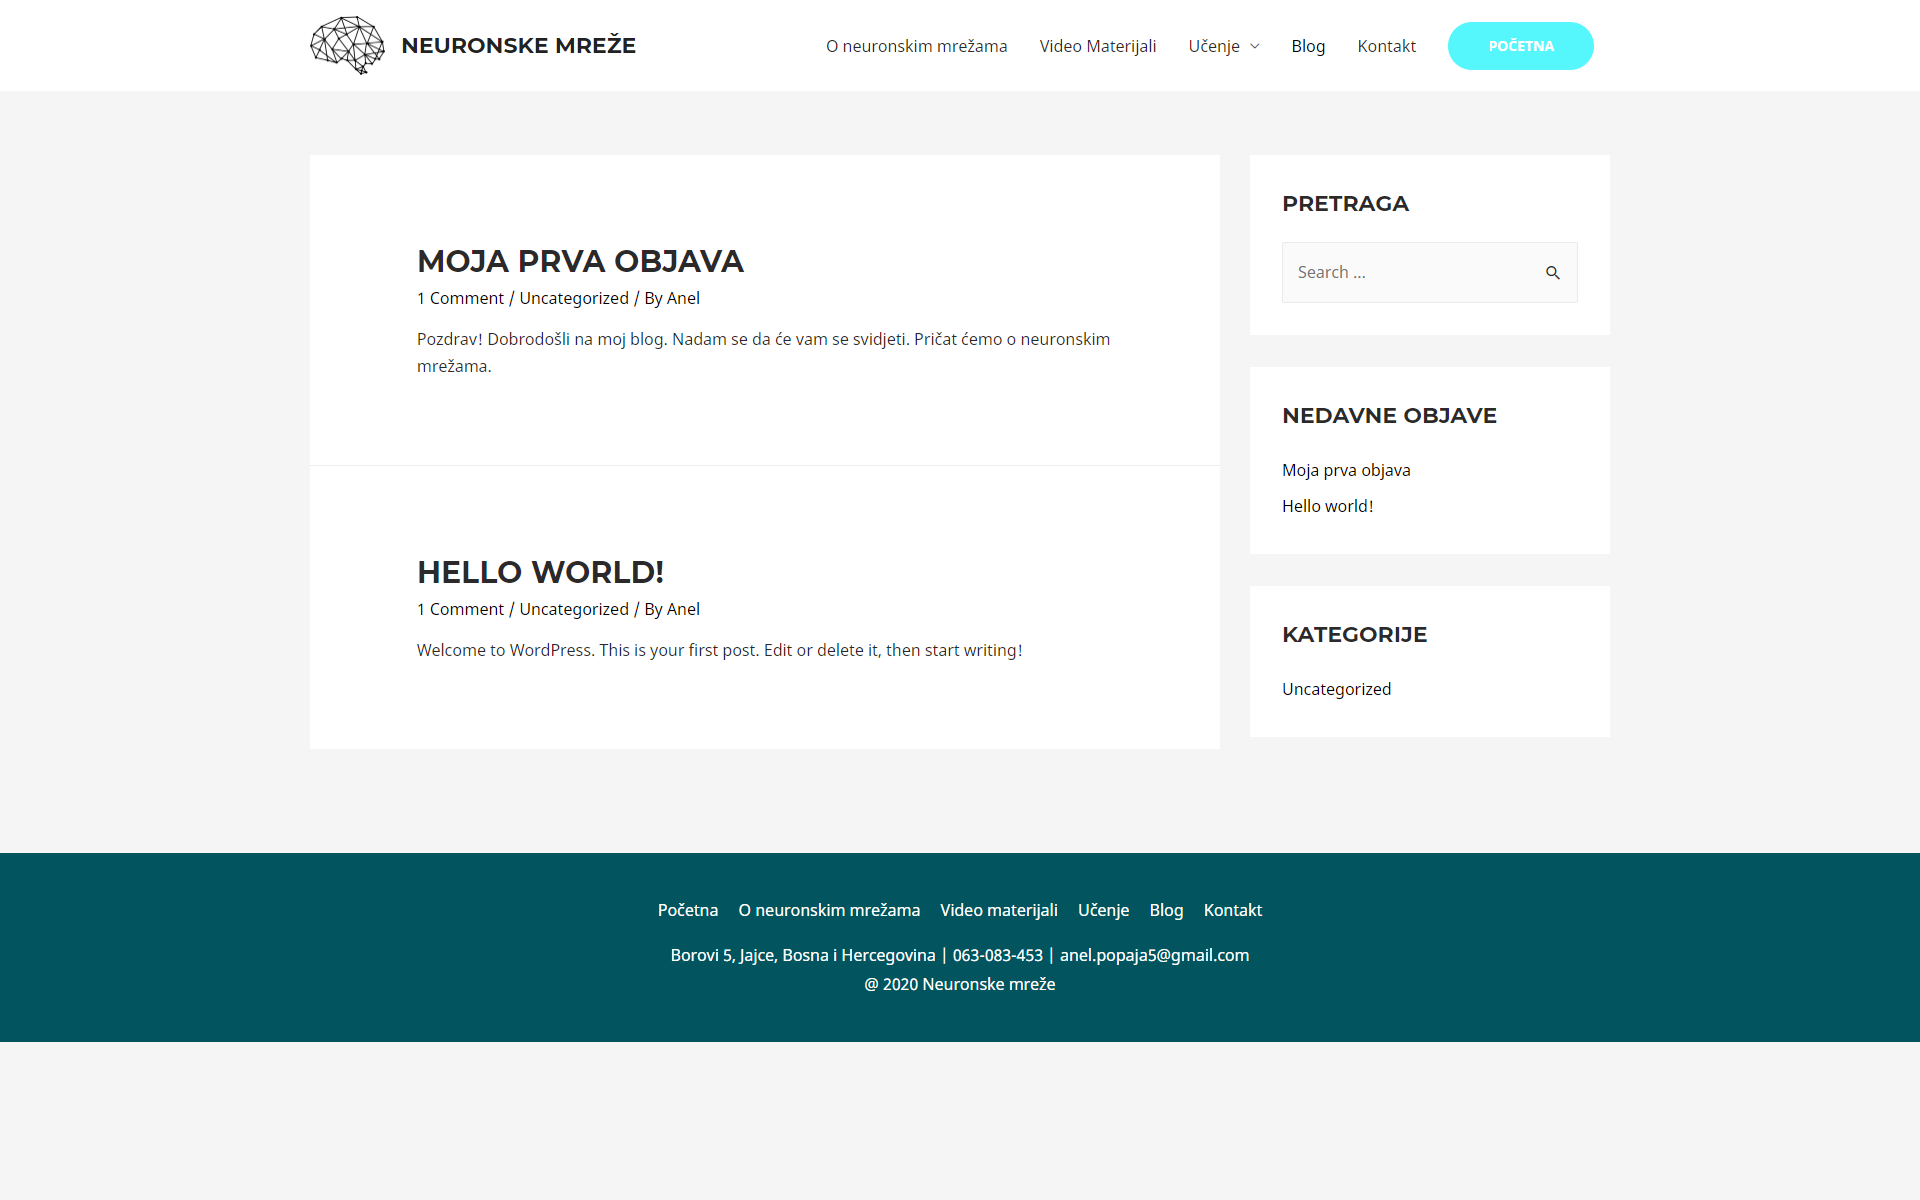 NEURONSKE MREŽE
O neuronskim mrežama
Video Materijali
Učenje
Blog
Kontakt
POČETNA
MOJA PRVA OBJAVA
1 Comment / Uncategorized / By Anel
Pozdrav! Dobrodošli na moj blog. Nadam se da će vam se svidjeti. Pričat ćemo o neuronskim
mrežama.
HELLO WORLD!
1 Comment / Uncategorized / By Anel
Welcome to WordPress. This is your first post. Edit or delete it, then start writing!
PRETRAGA
Search ...
NEDAVNE OBJAVE
Moja prva objava
Hello world!
KATEGORIJE
Uncategorized
Početna O neuronskim mrežama Video materijali Učenje Blog Kontakt
Borovi 5, Jajce, Bosna i Hercegovina | 063-083-453 | anel.popaja5@gmail.com
@ 2020 Neuronske mreže